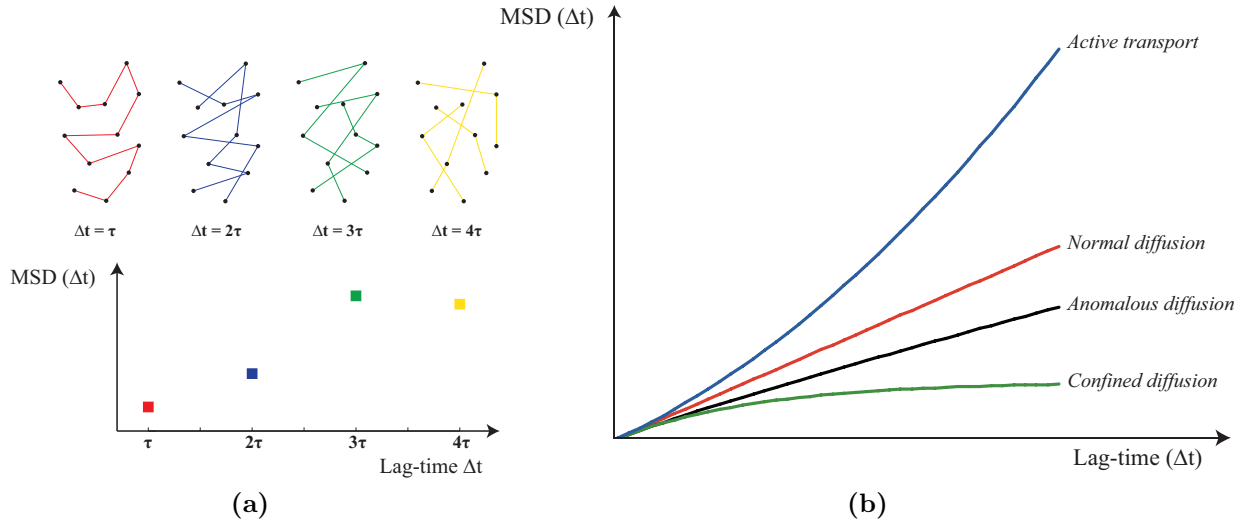 Δt = τ
Δt = 2τ
Δt = 3τ
Δt = 4τ
MSD (Δt)
τ
2τ
3τ
4τ
Lag-time Δt
(a)
MSD (Δt)
Active transport
Normal diffusion
Anomalous diffusion
Confined diffusion
Lag-time (Δt)
(b)